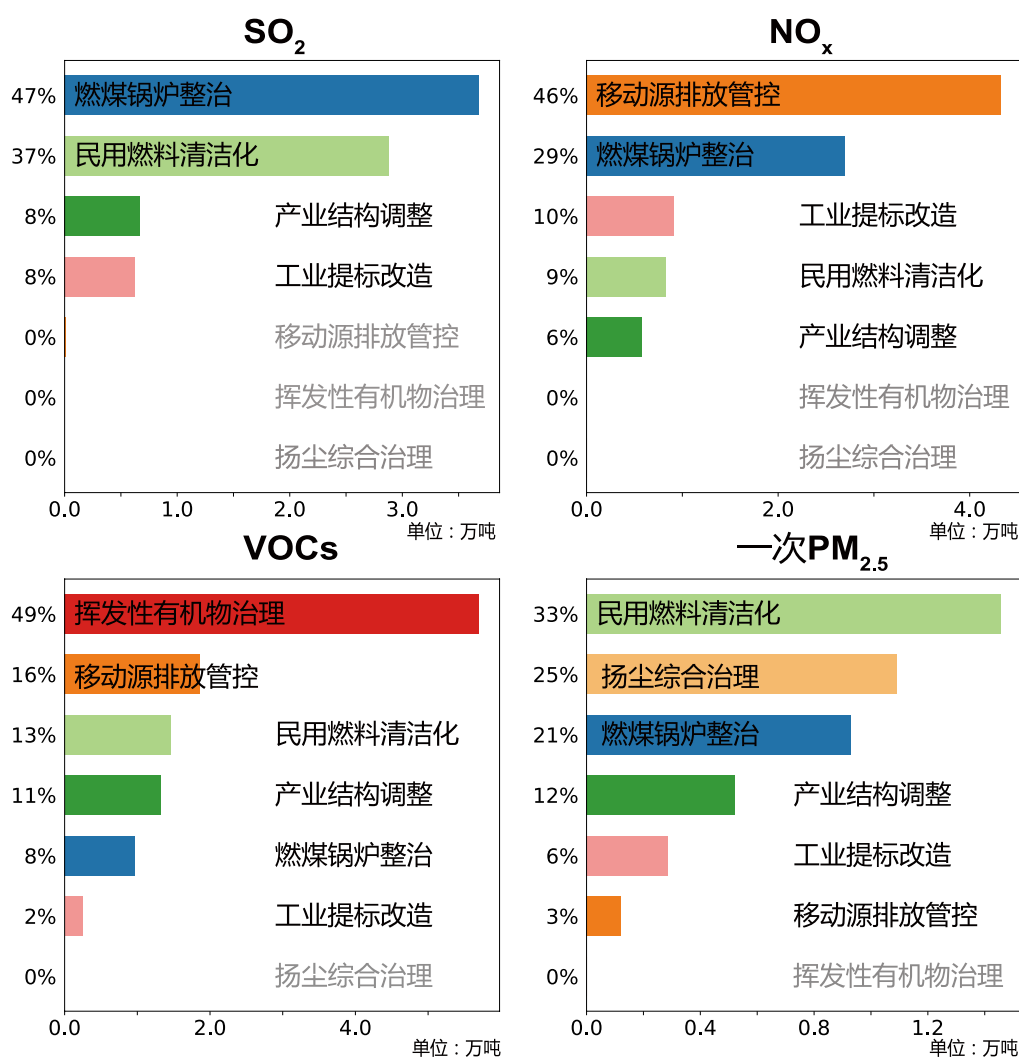 SO₂
47% 燃煤锅炉整治
37% 民用燃料清洁化
8% 产业结构调整
8% 工业提标改造
0% 移动源排放管控
0% 挥发性有机物治理
0% 扬尘综合治理
0.0 1.0 2.0 3.0
单位：万吨
NOₓ
46% 移动源排放管控
29% 燃煤锅炉整治
10% 工业提标改造
9% 民用燃料清洁化
6% 产业结构调整
0% 挥发性有机物治理
0% 扬尘综合治理
0.0 2.0 4.0
单位：万吨
VOCs
49% 挥发性有机物治理
16% 移动源排放管控
13% 民用燃料清洁化
11% 产业结构调整
8% 燃煤锅炉整治
2% 工业提标改造
0% 扬尘综合治理
0.0 2.0 4.0
单位：万吨
一次PM₂.₅
33% 民用燃料清洁化
25% 扬尘综合治理
21% 燃煤锅炉整治
12% 产业结构调整
6% 工业提标改造
3% 移动源排放管控
0% 挥发性有机物治理
0.0 0.4 0.8 1.2
单位：万吨